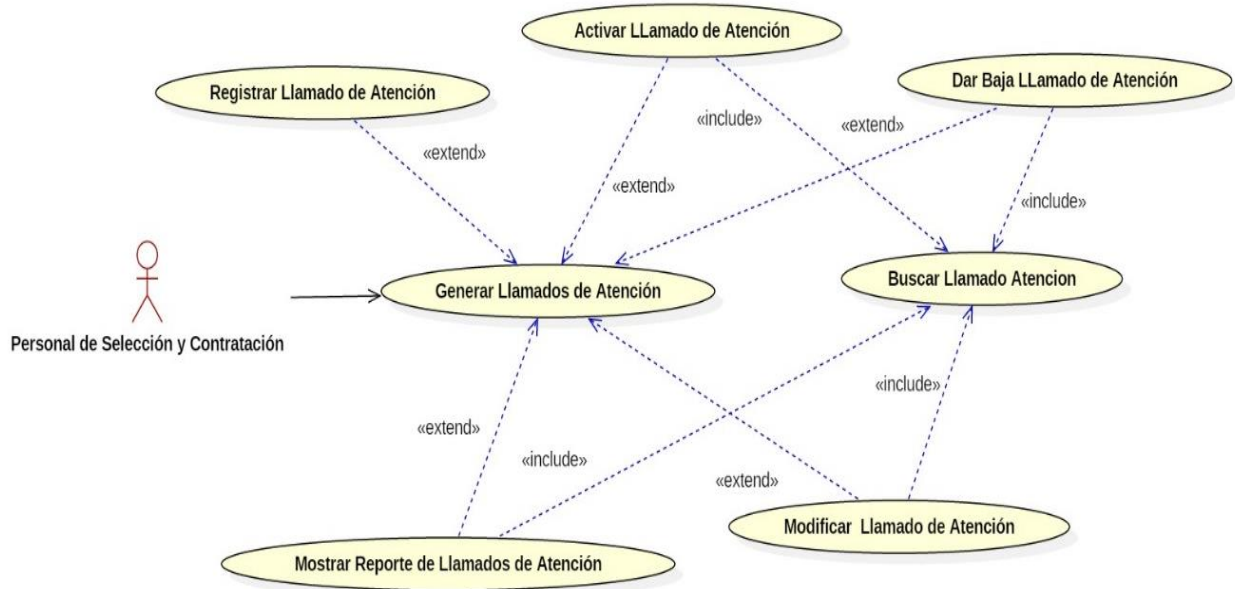 Activar LLamado de Atención
Registrar Llamado de Atención
Dar Baja LLamado de Atención
«include»
«extend»
«extend»
«extend»
«include»
Generar Llamados de Atención
Buscar Llamado Atencion
Personal de Selección y Contratación
«include»
«extend»
«include»
«extend»
Modificar Llamado de Atención
Mostrar Reporte de Llamados de Atención